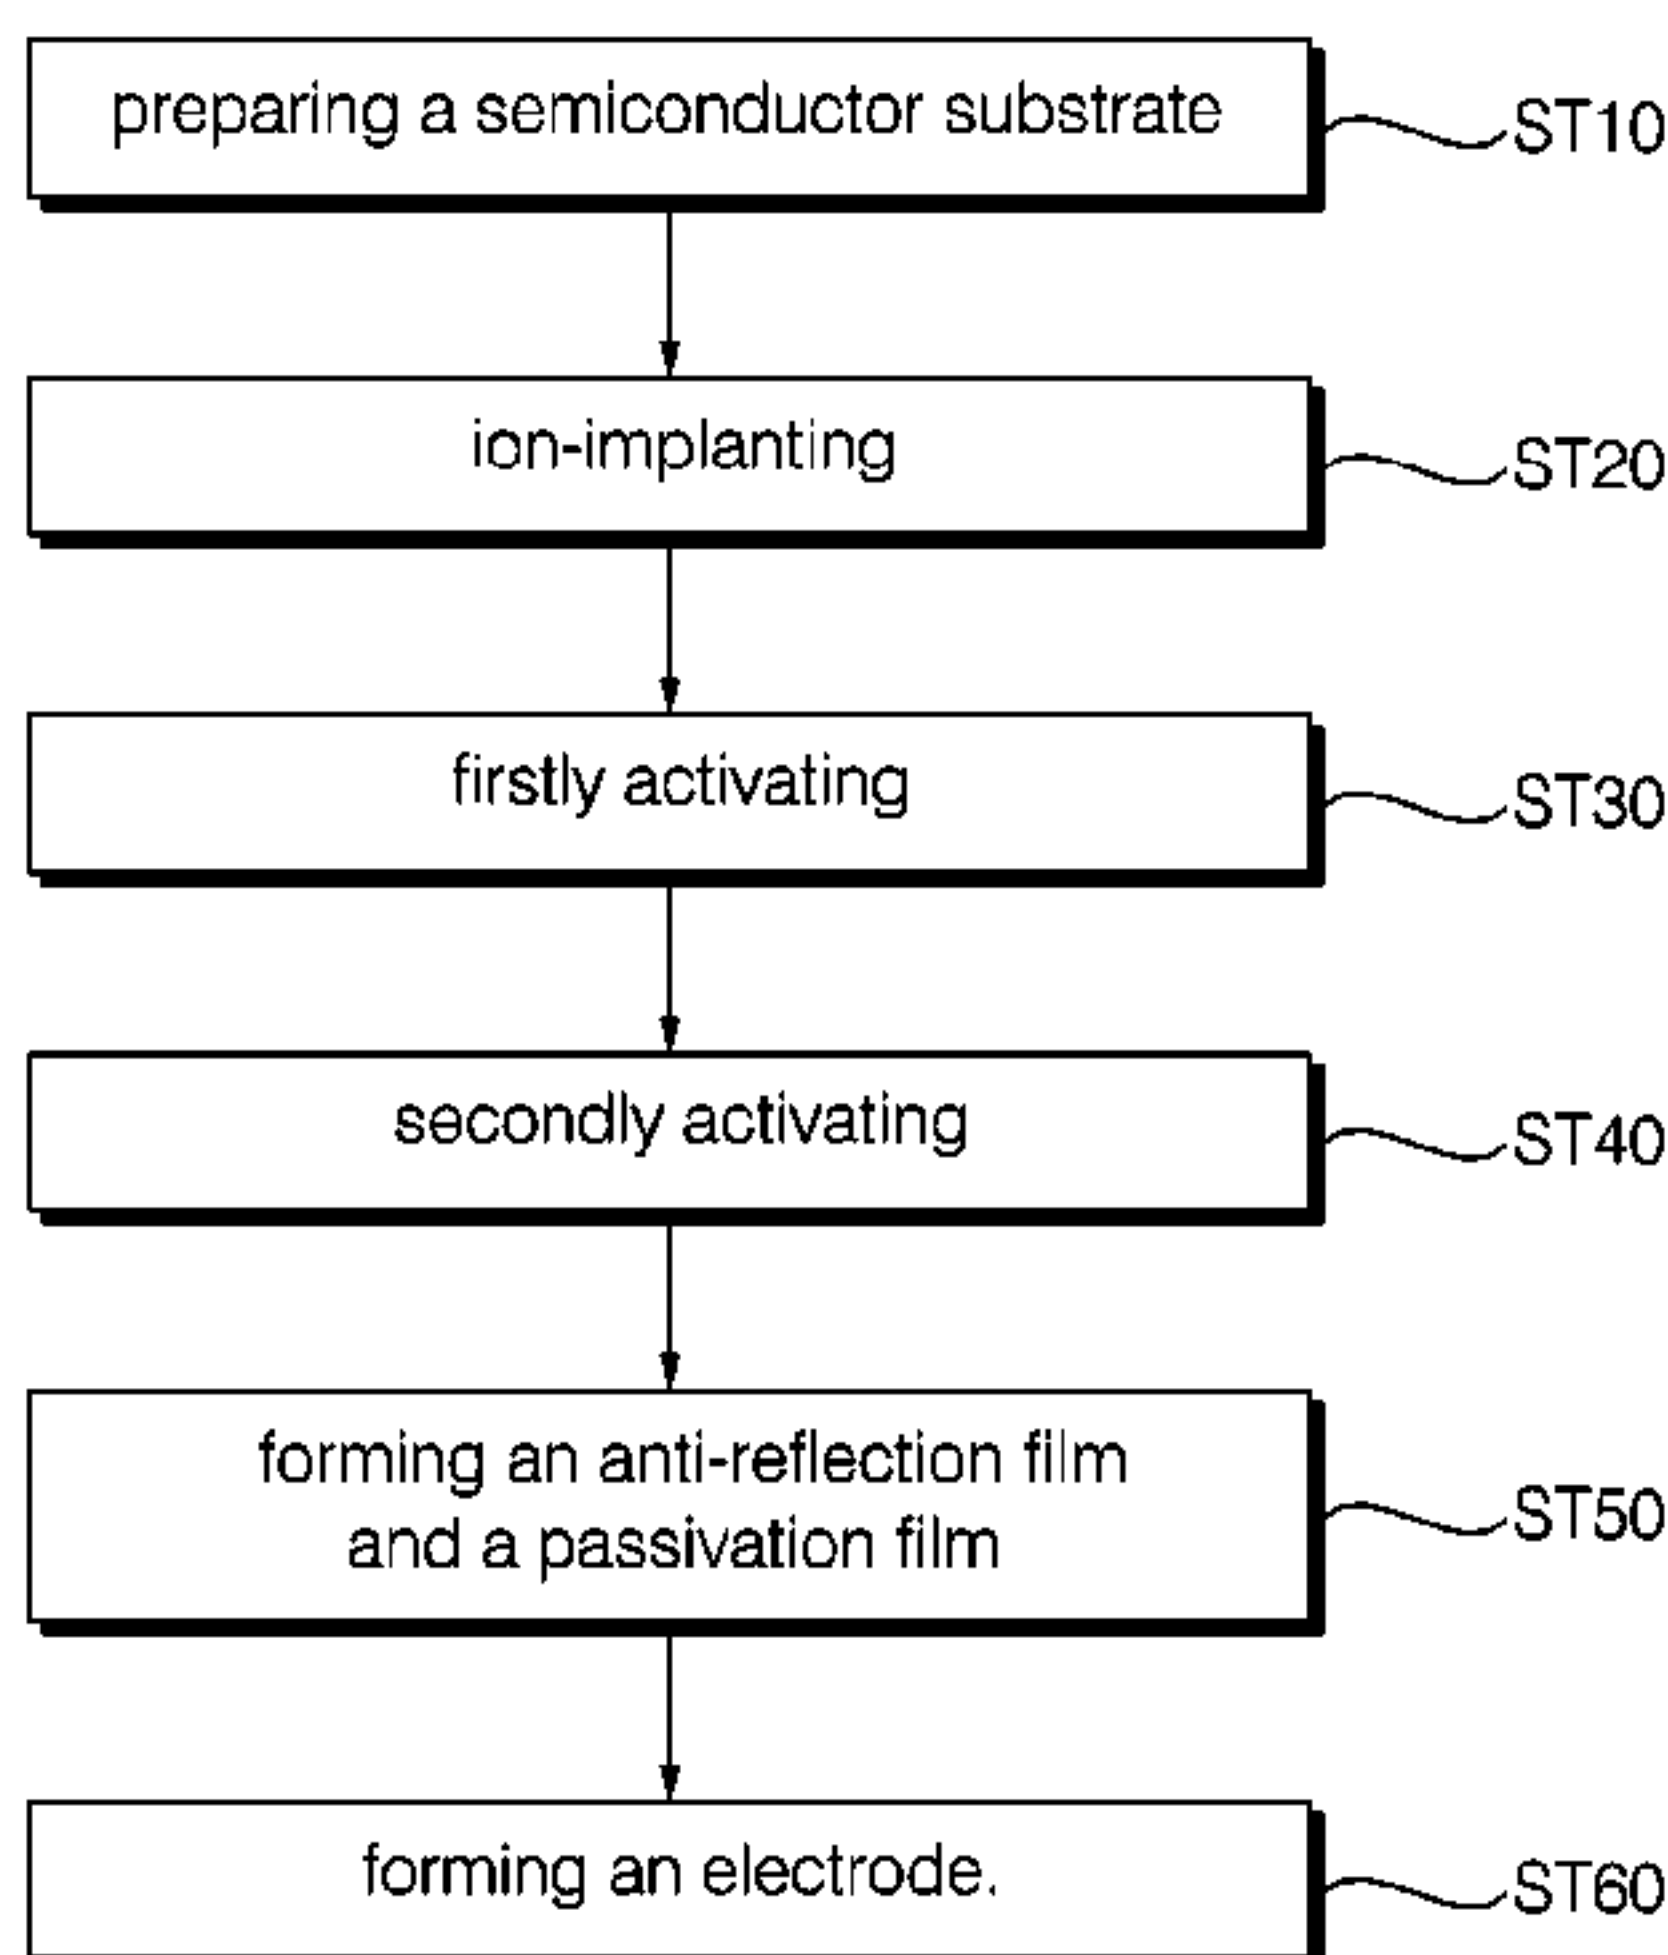 preparing a semiconductor substrate
ST10
ion-implanting
ST20
firstly activating
ST30
secondly activating
ST40
forming an anti-reflection film
and a passivation film
ST50
forming an electrode.
ST60